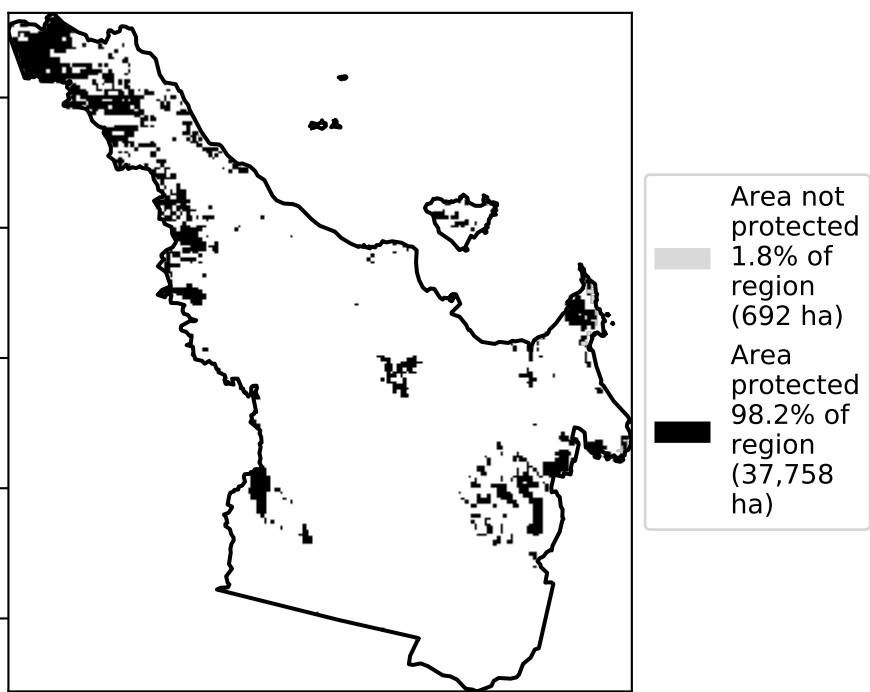 Area not
protected
1.8% of
region
(692 ha)
Area
protected
98.2% of
region
(37,758
ha)